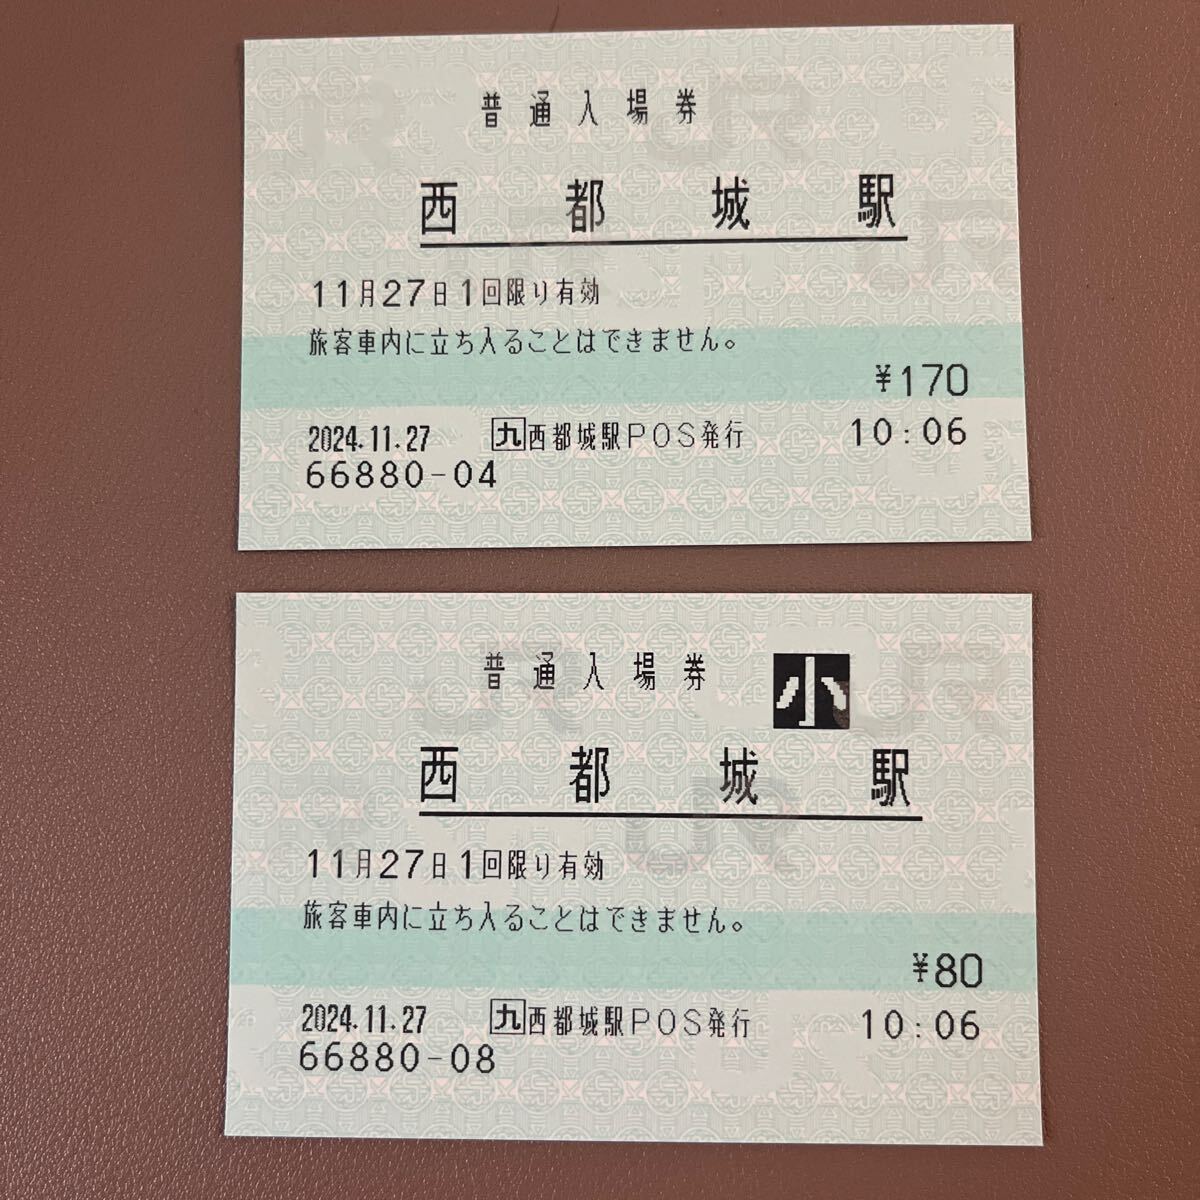 普通入場券
西都城駅
11月27日1回限り有効
旅客車内に立ち入ることはできません。
¥170
2024.11.27 九西都城駅POS発行 10:06
66880-04
普通入場券 小
西都城駅
11月27日1回限り有効
旅客車内に立ち入ることはできません。
¥80
2024.11.27 九西都城駅POS発行 10:06
66880-08